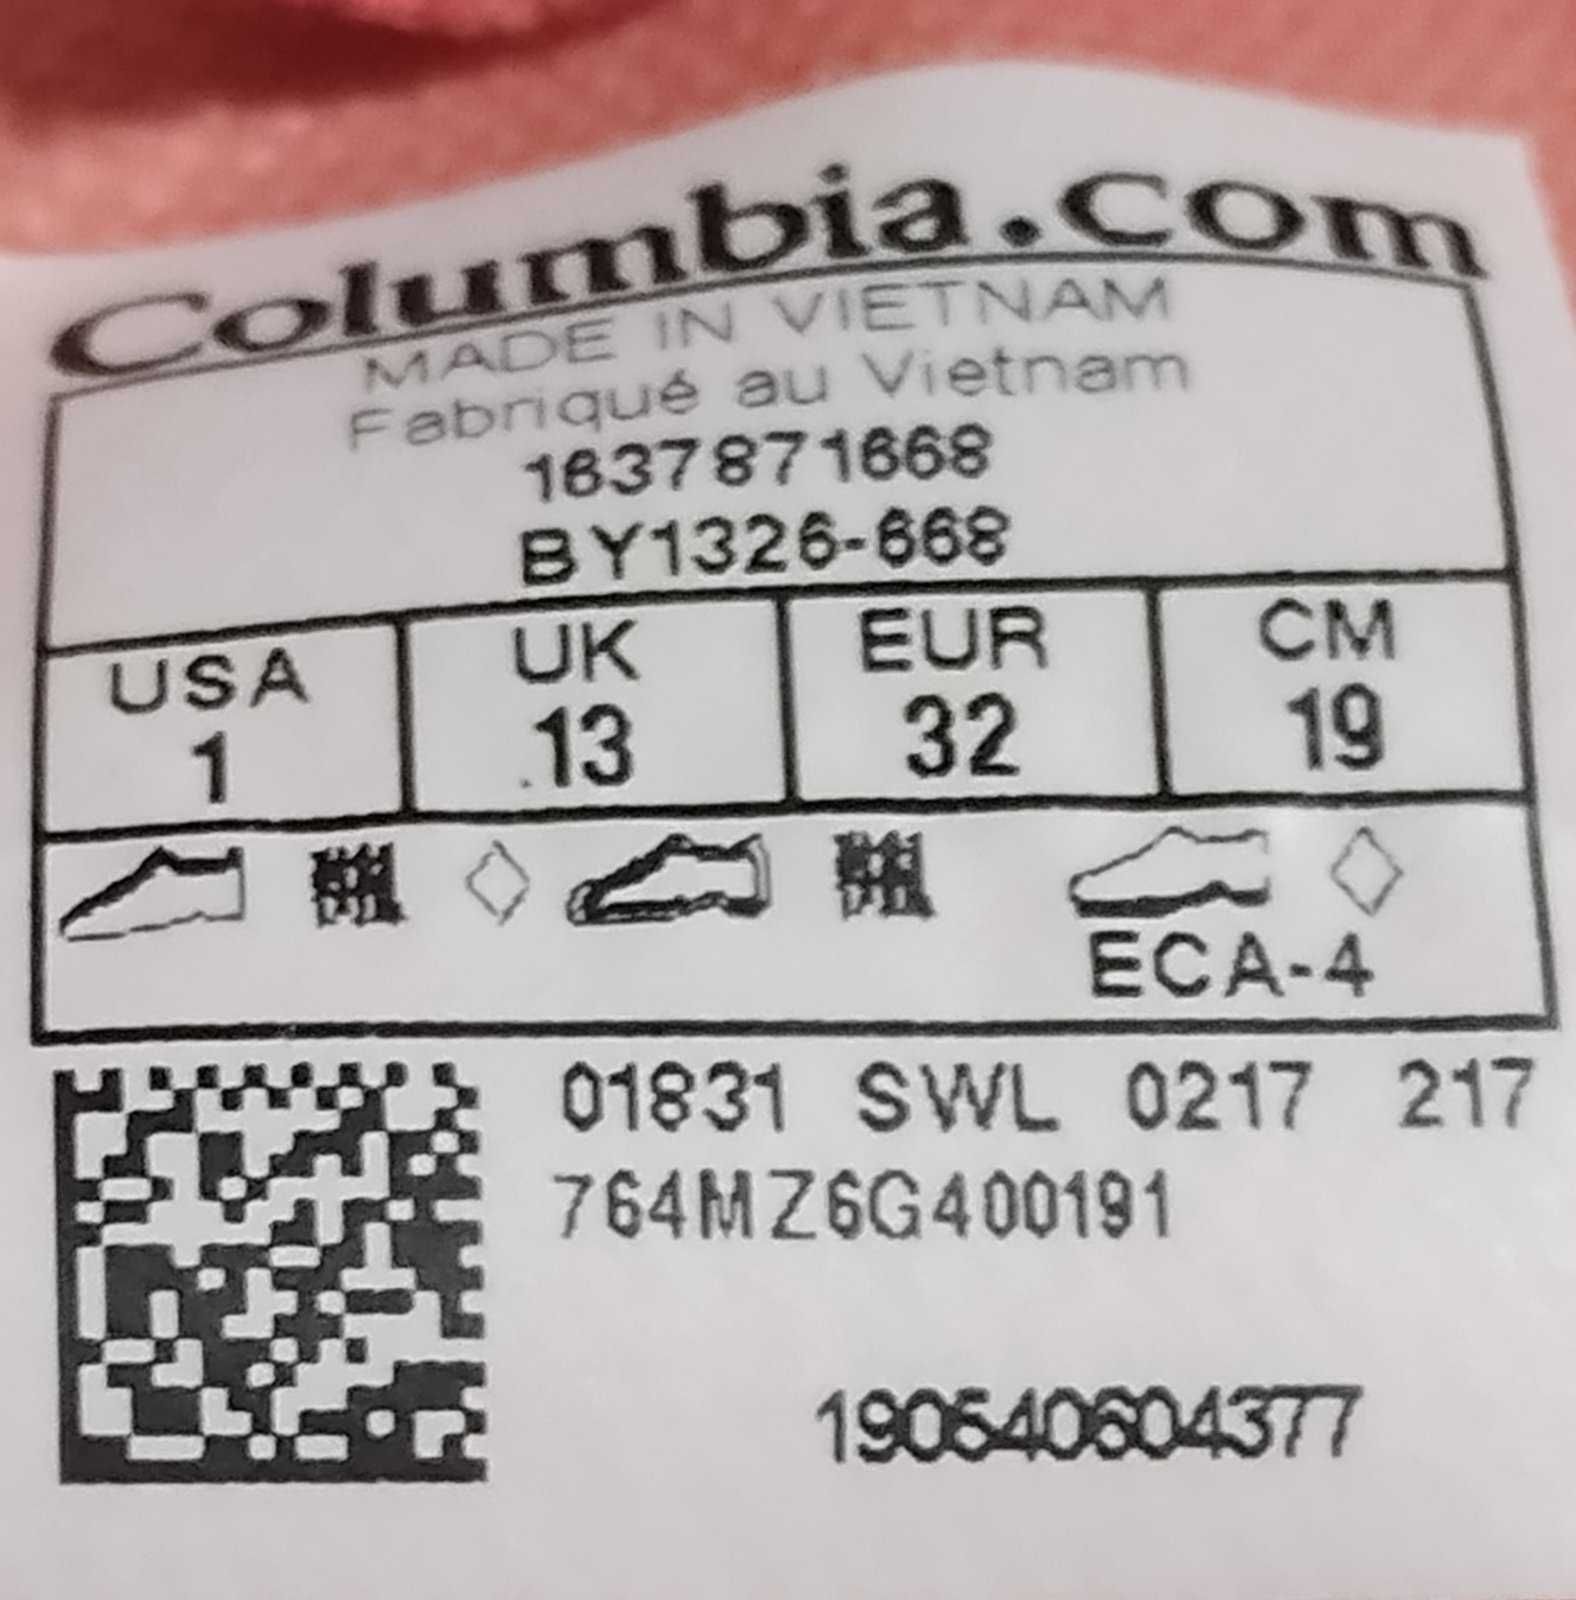 Columbia.com
MADE IN VIETNAM
Fabriqué au Vietnam
1637871668
BY1326-668
USA UK EUR CM
1 13 32 19
ECA-4
01831 SWL 0217 217
764MZ6G400191
190540604377